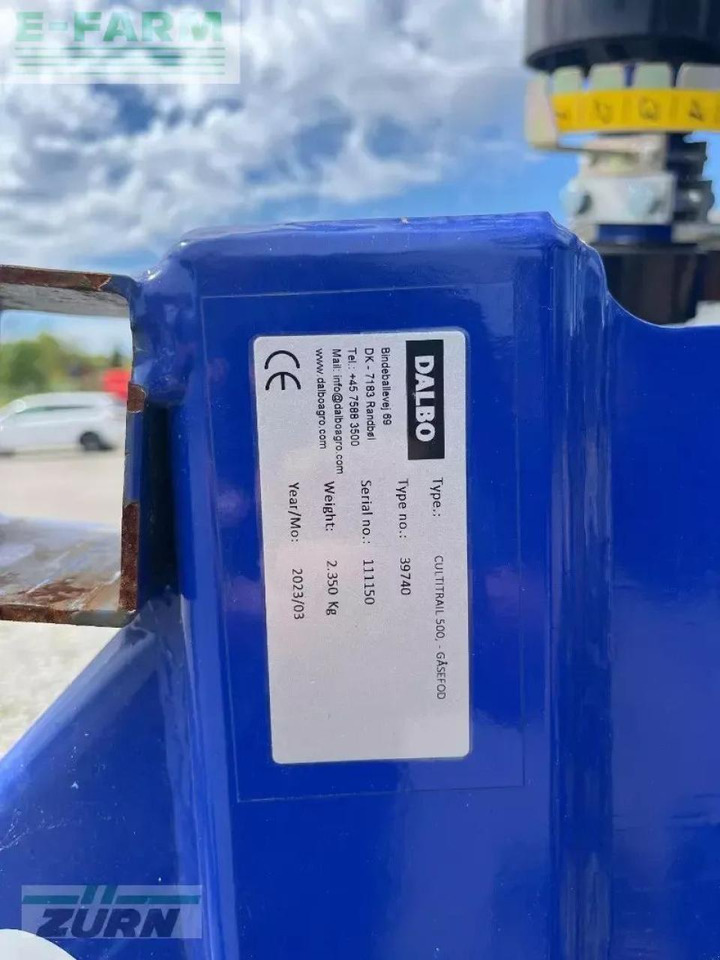 E-FARM
DALBO
Bindeballevej 69
DK - 7183 Randbøl
Tel.: +45 7588 3500
Mail: info@dalboagro.com
www.dalboagro.com
CE
Type.: CULTITRAIL 500, - GÅSEFOD
Type no.: 39740
Serial no.: 111150
Weight: 2.350 Kg
Year/Mo: 2023/03
ZÜRN